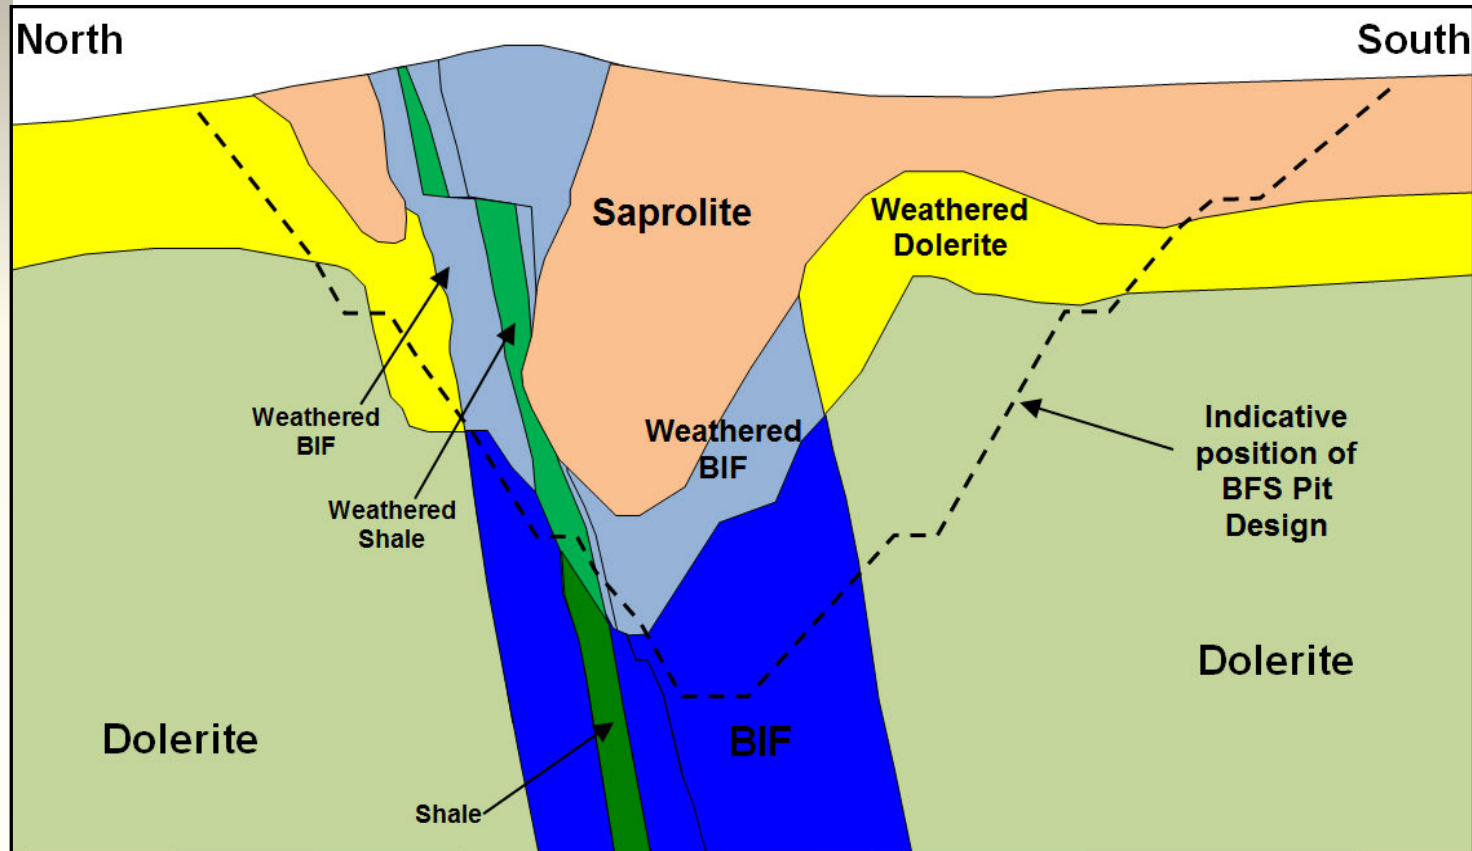 North
South
Saprolite
Weathered
Dolerite
Weathered
BIF
Weathered
BIF
Indicative
position of
BFS Pit
Design
Weathered
Shale
Dolerite
Dolerite
BIF
Shale